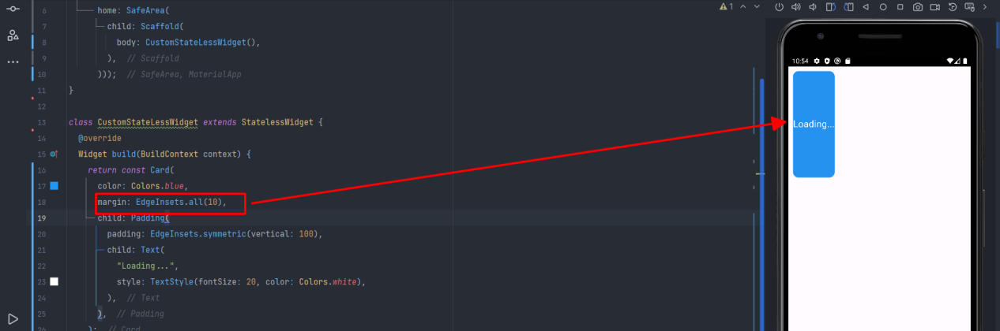 1
6 home: SafeArea(
7 child: Scaffold(
8 body: CustomStateLessWidget(),
9 ), // Scaffold
10 ))); // SafeArea, MaterialApp
11 }
12
13 class CustomStateLessWidget extends StatelessWidget {
14 @override
15 Widget build(BuildContext context) {
16 return const Card(
17 color: Colors.blue,
18 margin: EdgeInsets.all(10),
19 child: Padding(
20 padding: EdgeInsets.symmetric(vertical: 100),
21 child: Text(
22 "Loading...",
23 style: TextStyle(fontSize: 20, color: Colors.white),
24 ), // Text
25 ), // Padding
26 ); // Card
10:54
Loading...